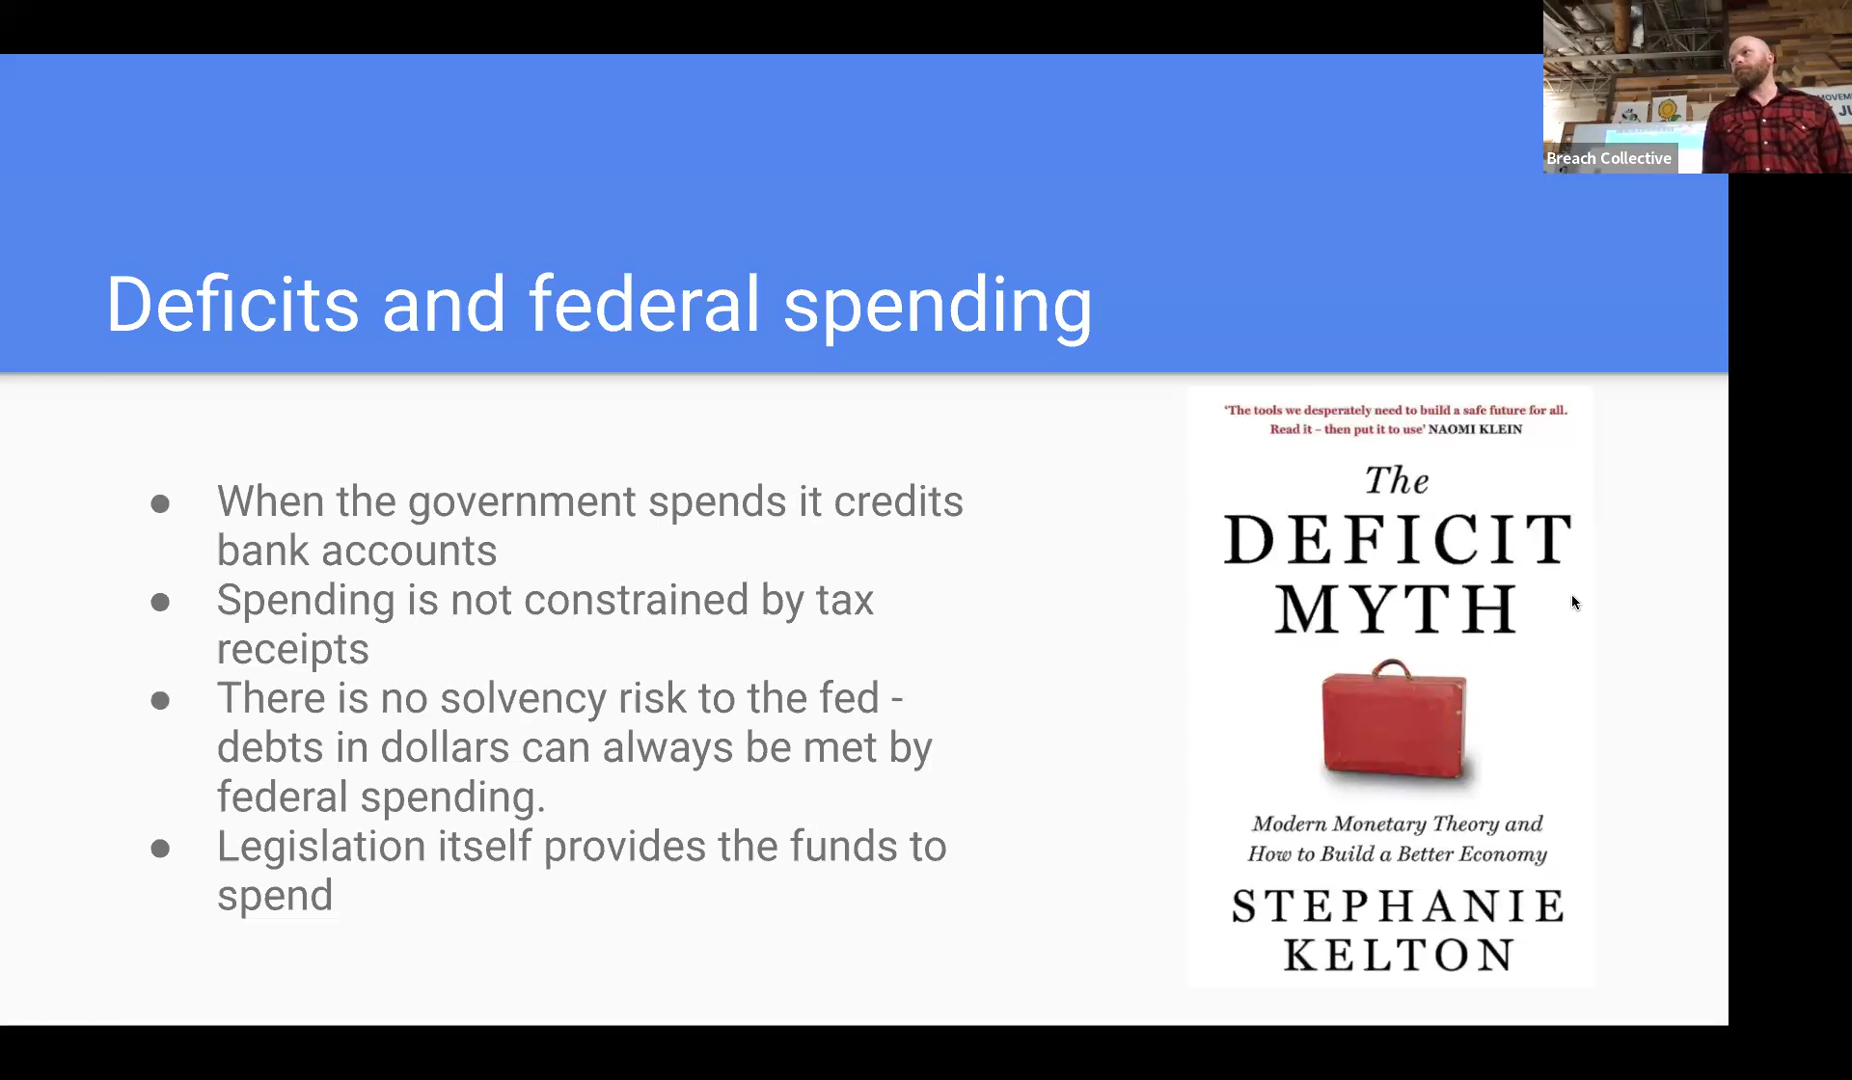 Deficits and federal spending
When the government spends it credits
bank accounts
Spending is not constrained by tax
receipts
There is no solvency risk to the fed -
debts in dollars can always be met by
federal spending.
Legislation itself provides the funds to
spend
'The tools we desperately need to build a safe future for all.
Read it – then put it to use' NAOMI KLEIN
The
DEFICIT
MYTH
Modern Monetary Theory and
How to Build a Better Economy
STEPHANIE
KELTON
Breach Collective